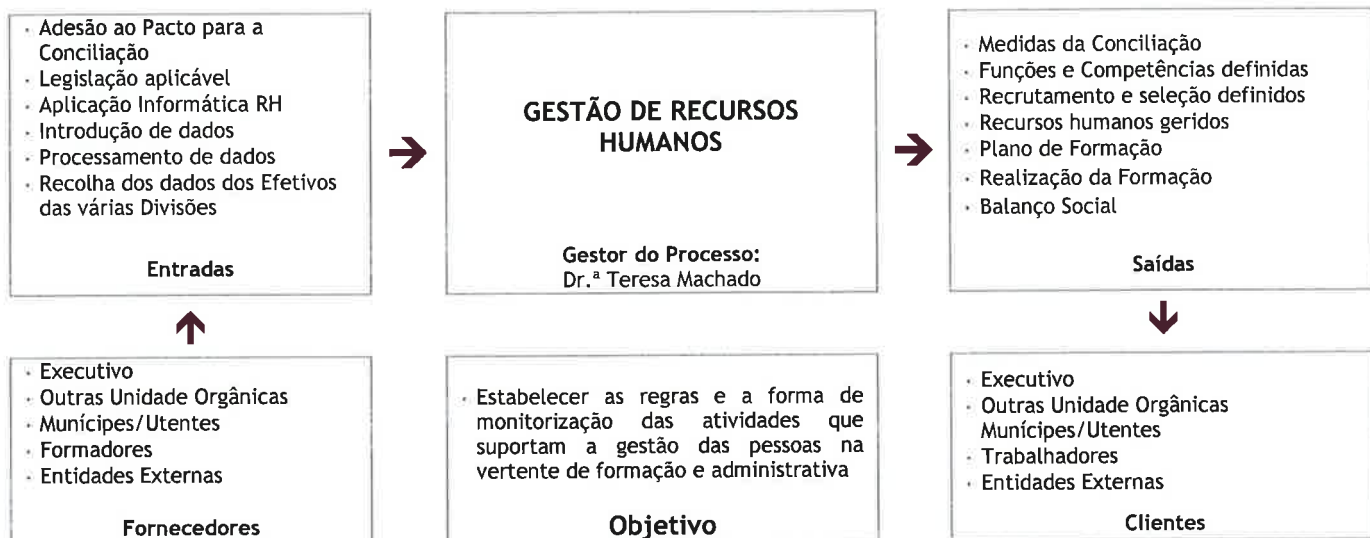 · Adesão ao Pacto para a
Conciliação
· Legislação aplicável
· Aplicação Informática RH
· Introdução de dados
· Processamento de dados
· Recolha dos dados dos Efetivos
das várias Divisões
Entradas
GESTÃO DE RECURSOS
HUMANOS
Gestor do Processo:
Dr.ª Teresa Machado
· Medidas da Conciliação
· Funções e Competências definidas
· Recrutamento e seleção definidos
· Recursos humanos geridos
· Plano de Formação
· Realização da Formação
· Balanço Social
Saídas
· Executivo
· Outras Unidade Orgânicas
· Munícipes/Utentes
· Formadores
· Entidades Externas
Fornecedores
· Estabelecer as regras e a forma de
monitorização das atividades que
suportam a gestão das pessoas na
vertente de formação e administrativa
Objetivo
· Executivo
· Outras Unidade Orgânicas
Munícipes/Utentes
· Trabalhadores
· Entidades Externas
Clientes